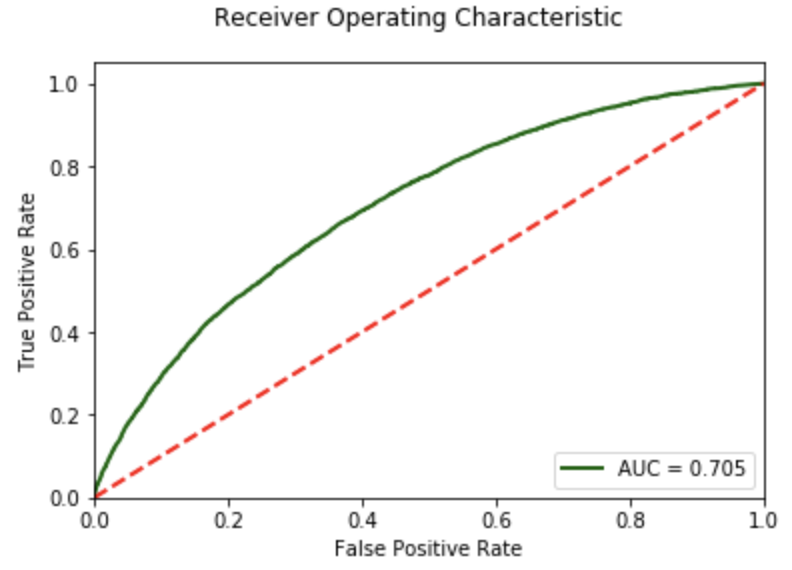 Receiver Operating Characteristic
1.0
0.8
0.6
0.4
0.2
0.0
True Positive Rate
AUC = 0.705
0.0 0.2 0.4 0.6 0.8 1.0
False Positive Rate